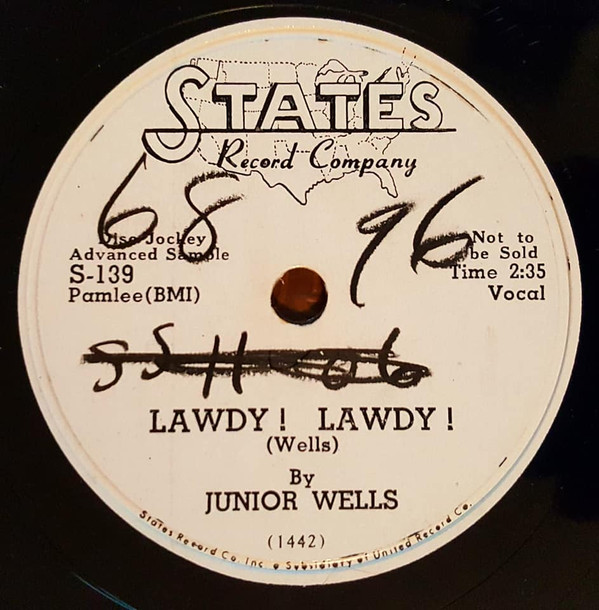 STATES
Record Company
68 96
Disc Jockey
Advanced Sample
S-139
Pamlee (BMI)
Not to
be Sold
Time 2:35
Vocal
LAWDY! LAWDY!
(Wells)
By
JUNIOR WELLS
(1442)
States Record Co. Inc. • Subsidiary of United Record Co.